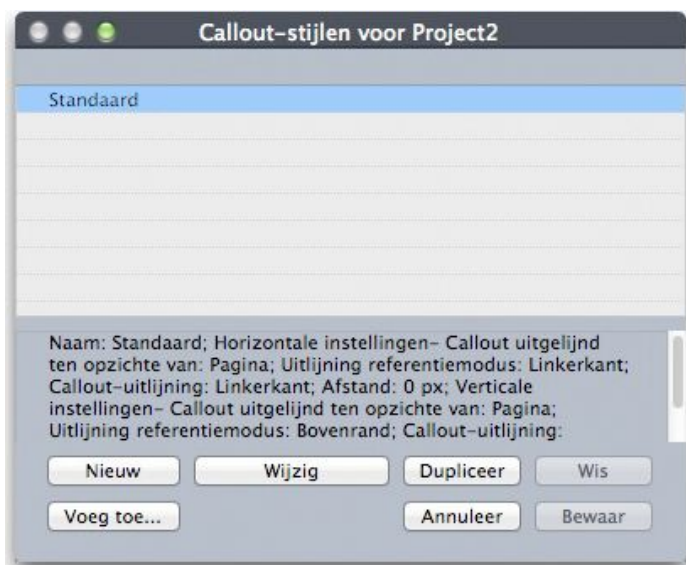 Callout-stijlen voor Project2
Standaard
Naam: Standaard; Horizontale instellingen- Callout uitgelijnd
ten opzichte van: Pagina; Uitlijning referentiemodus: Linkerkant;
Callout-uitlijning: Linkerkant; Afstand: 0 px; Verticale
instellingen- Callout uitgelijnd ten opzichte van: Pagina;
Uitlijning referentiemodus: Bovenrand; Callout-uitlijning:
Nieuw Wijzig Dupliceer Wis
Voeg toe... Annuleer Bewaar